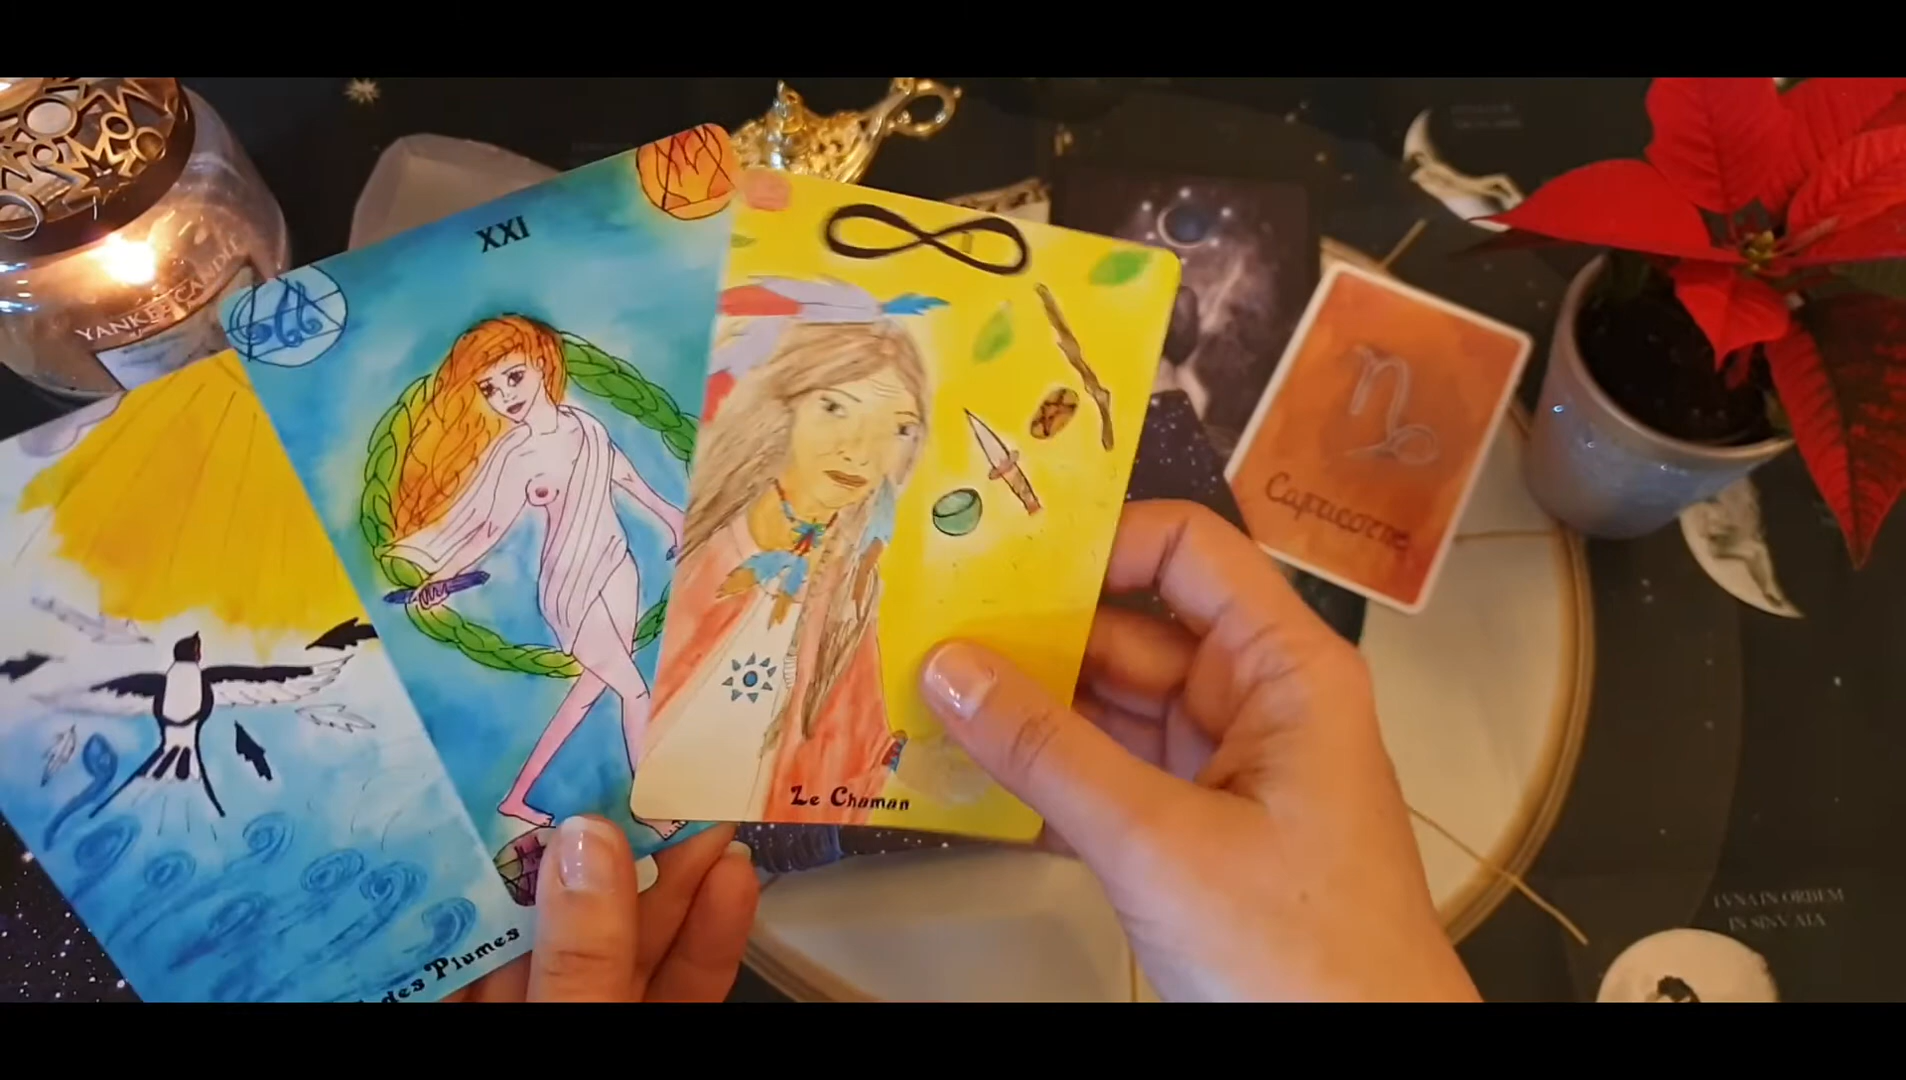 YANKEE CANDLE
XXI
Le Chaman
des Plumes
Capricorne
LVNA IN ORBEM
IN SINV AIA